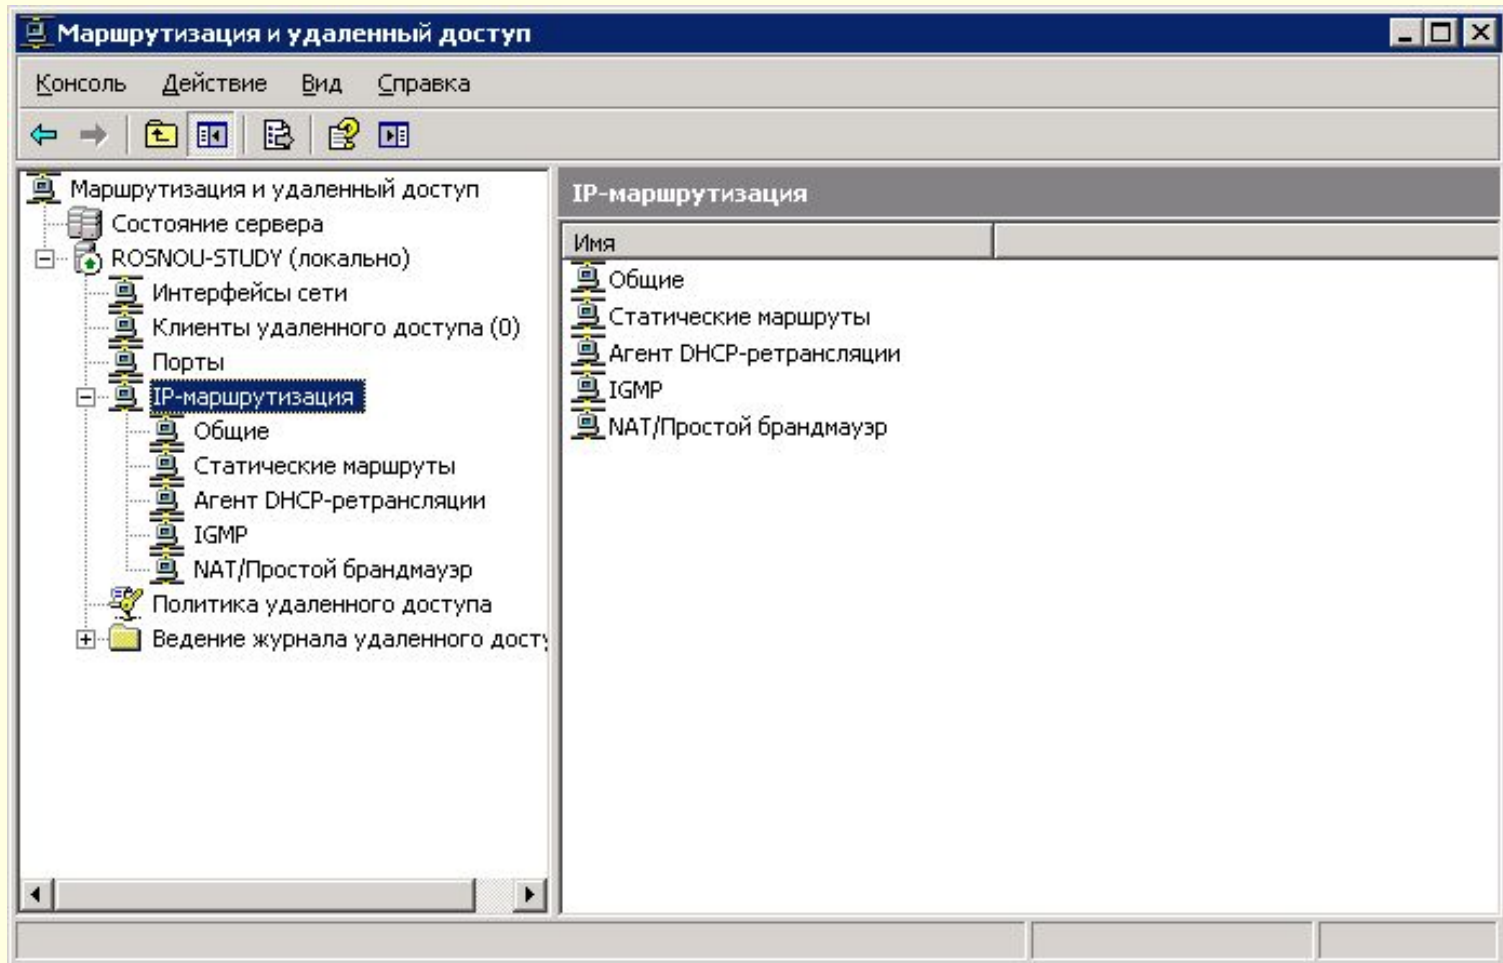 Маршрутизация и удаленный доступ
Консоль Действие Вид Справка
Маршрутизация и удаленный доступ
Состояние сервера
ROSNOU-STUDY (локально)
Интерфейсы сети
Клиенты удаленного доступа (0)
Порты
IP-маршрутизация
Общие
Статические маршруты
Агент DHCP-ретрансляции
IGMP
NAT/Простой брандмауэр
Политика удаленного доступа
Ведение журнала удаленного досту
IP-маршрутизация
Имя
Общие
Статические маршруты
Агент DHCP-ретрансляции
IGMP
NAT/Простой брандмауэр